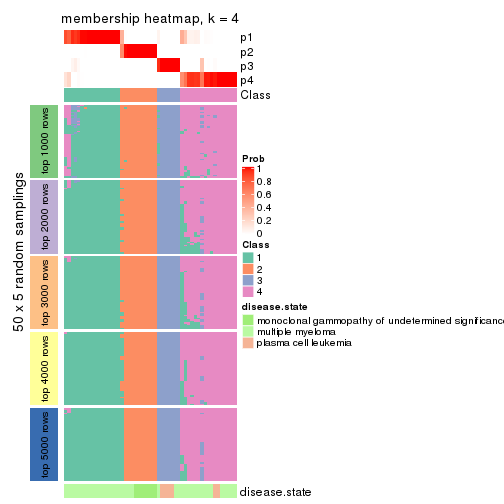 membership heatmap, k = 4
p1
p2
p3
p4
Class
50 x 5 random samplings
top 1000 rows
top 2000 rows
top 3000 rows
top 4000 rows
top 5000 rows
Prob
1
0.8
0.6
0.4
0.2
0
Class
1
2
3
4
disease.state
monoclonal gammopathy of undetermined significance
multiple myeloma
plasma cell leukemia
disease.state